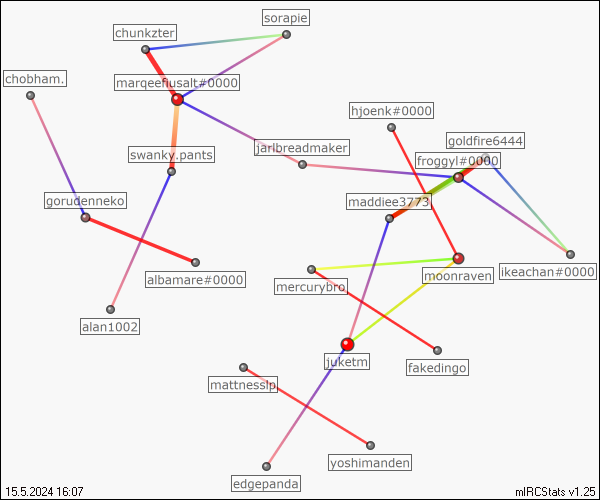 sorapie
chunkzter
chobham.
marqeeflusalt#0000
hjoenk#0000
goldfire6444
jarlbreadmaker
swanky.pants
froggyl#0000
gorudenneko
maddiee3773
ikeachan#0000
albamare#0000
moonraven
mercurybro
alan1002
juketm
fakedingo
mattnesslp
yoshimanden
edgepanda
15.5.2024 16:07
mIRCStats v1.25